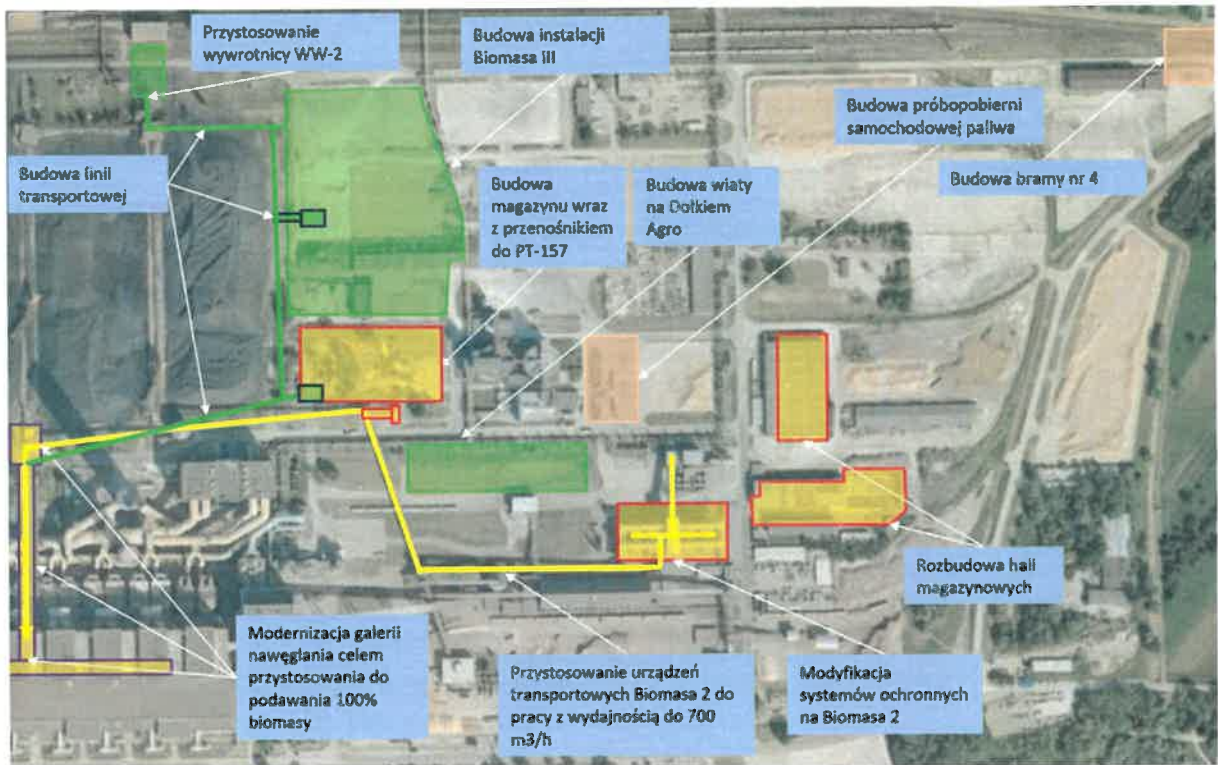 Przystosowanie
wywrotnicy WW-2
Budowa instalacji
Biomasa III
Budowa próbopobierni
samochodowej paliwa
Budowa linii
transportowej
Budowa
magazynu wraz
z przenośnikiem
do PT-157
Budowa wiaty
na Dolkiem
Agro
Budowa bramy nr 4
Rozbudowa hali
magazynowych
Modernizacja galerii
nawęglania celem
przystosowania do
podawania 100%
biomasy
Przystosowanie urządzeń
transportowych Biomasa 2 do
pracy z wydajnością do 700
m3/h
Modyfikacja
systemów ochronnych
na Biomasa 2